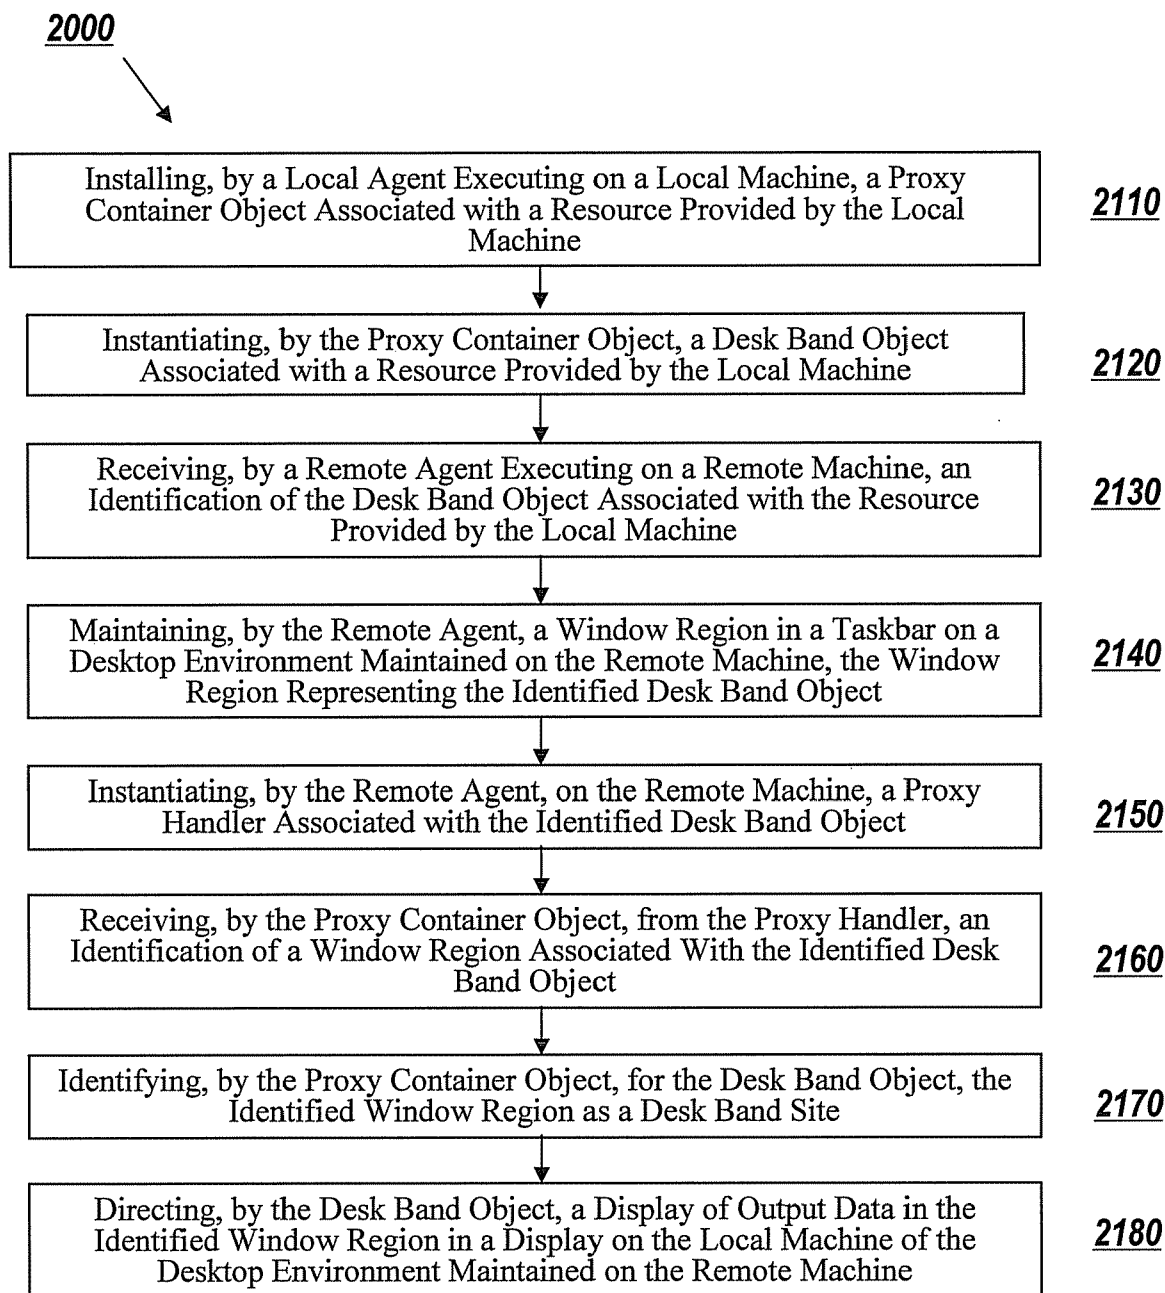 2000
Installing, by a Local Agent Executing on a Local Machine, a Proxy
Container Object Associated with a Resource Provided by the Local
Machine
2110
Instantiating, by the Proxy Container Object, a Desk Band Object
Associated with a Resource Provided by the Local Machine
2120
Receiving, by a Remote Agent Executing on a Remote Machine, an
Identification of the Desk Band Object Associated with the Resource
Provided by the Local Machine
2130
Maintaining, by the Remote Agent, a Window Region in a Taskbar on a
Desktop Environment Maintained on the Remote Machine, the Window
Region Representing the Identified Desk Band Object
2140
Instantiating, by the Remote Agent, on the Remote Machine, a Proxy
Handler Associated with the Identified Desk Band Object
2150
Receiving, by the Proxy Container Object, from the Proxy Handler, an
Identification of a Window Region Associated With the Identified Desk
Band Object
2160
Identifying, by the Proxy Container Object, for the Desk Band Object, the
Identified Window Region as a Desk Band Site
2170
Directing, by the Desk Band Object, a Display of Output Data in the
Identified Window Region in a Display on the Local Machine of the
Desktop Environment Maintained on the Remote Machine
2180